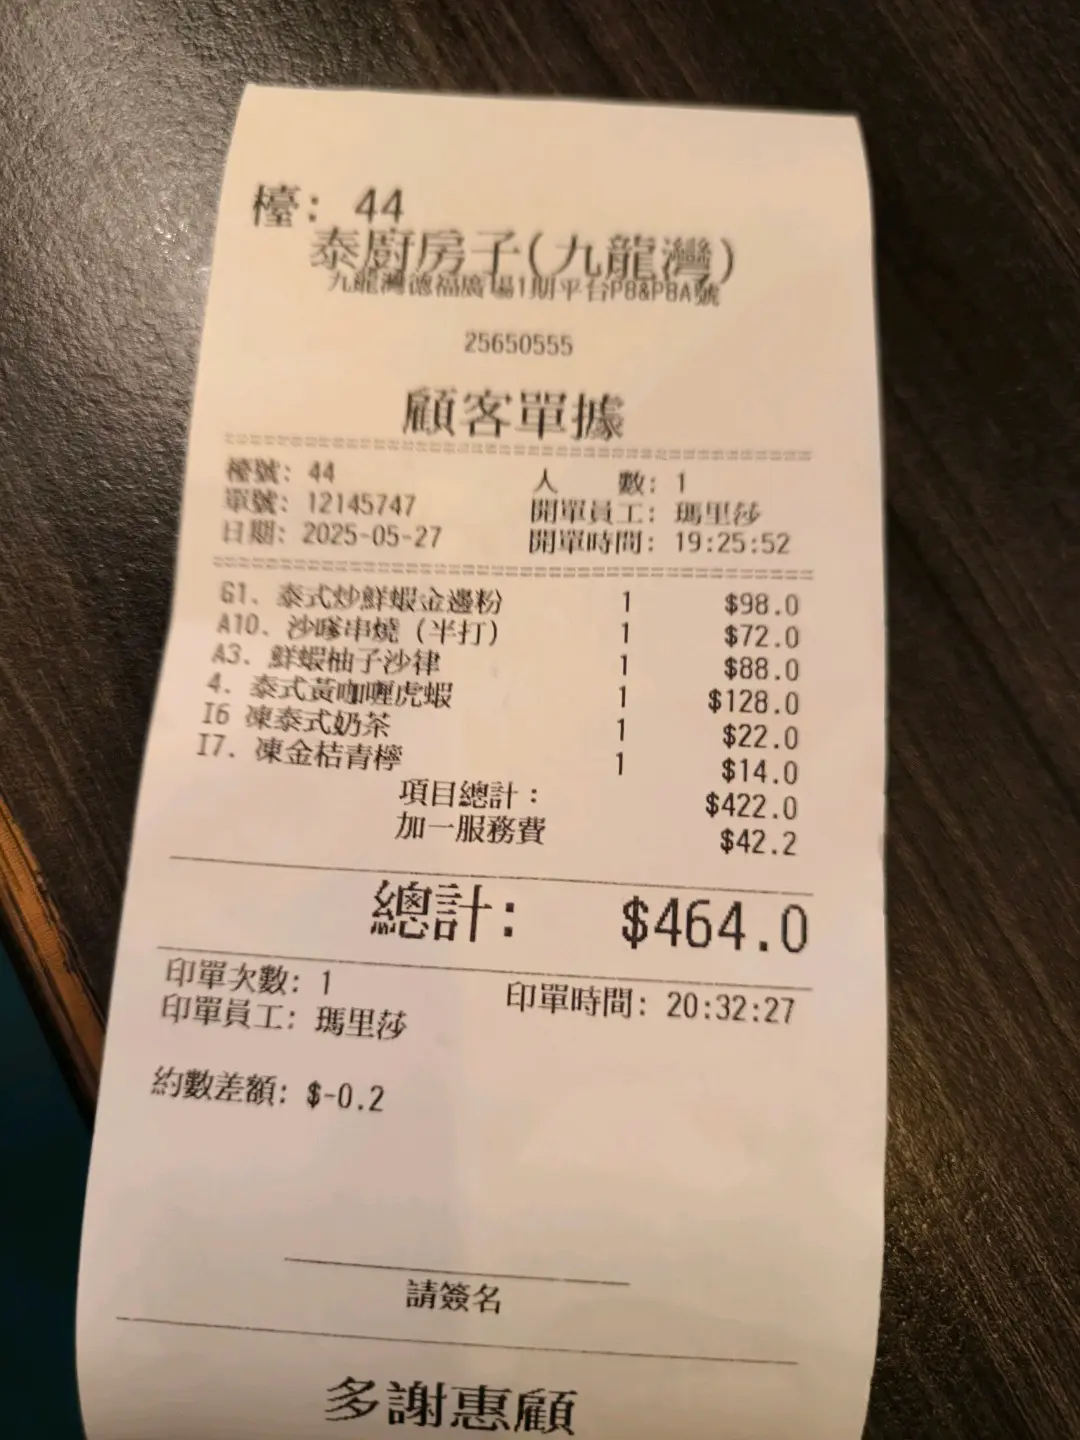 檯: 44
泰廚房子(九龍灣)
九龍灣德福廣場1期平台P8&P8A號
25650555
顧客單據
檯號: 44 人 數: 1
單號: 12145747 開單員工: 瑪里莎
日期: 2025-05-27 開單時間: 19:25:52
G1. 泰式炒鮮蝦金邊粉 1 $98.0
A10. 沙嗲串燒 (半打) 1 $72.0
A3. 鮮蝦柚子沙律 1 $88.0
4. 泰式黃咖喱虎蝦 1 $128.0
I6 凍泰式奶茶 1 $22.0
I7. 凍金桔青檸 1 $14.0
項目總計: $422.0
加一服務費 $42.2
總計: $464.0
印單次數: 1 印單時間: 20:32:27
印單員工: 瑪里莎
約數差額: $-0.2
請簽名
多謝惠顧